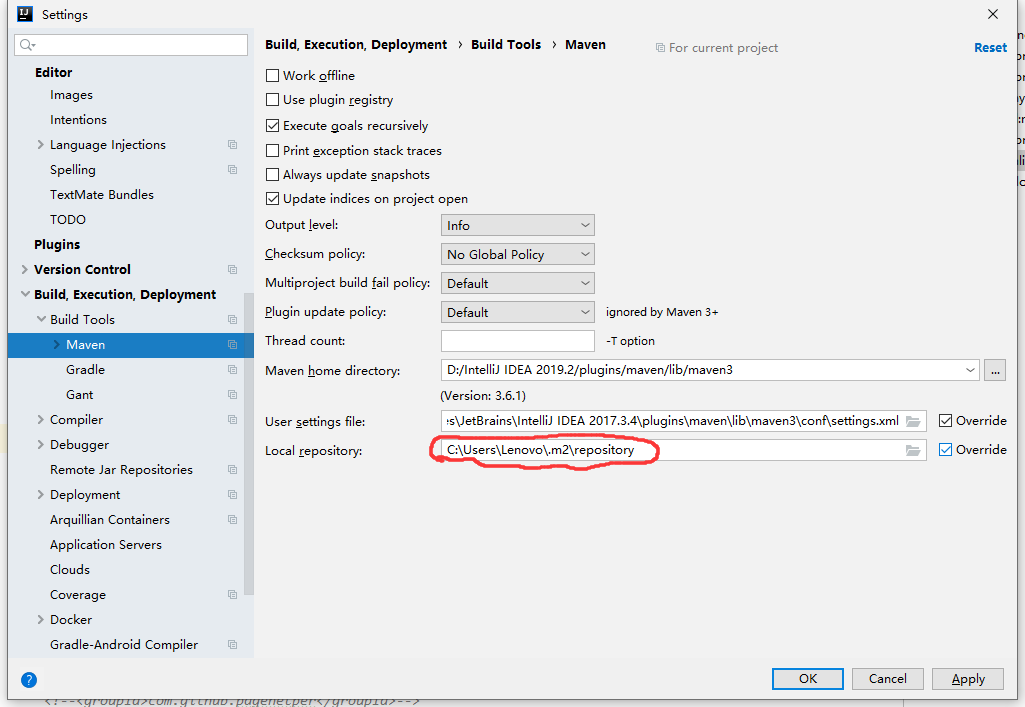 Settings
Build, Execution, Deployment › Build Tools › Maven
For current project
Reset
Editor
Images
Intentions
Language Injections
Spelling
TextMate Bundles
TODO
Plugins
Version Control
Build, Execution, Deployment
Build Tools
Maven
Gradle
Gant
Compiler
Debugger
Remote Jar Repositories
Deployment
Arquillian Containers
Application Servers
Clouds
Coverage
Docker
Gradle-Android Compiler
Work offline
Use plugin registry
Execute goals recursively
Print exception stack traces
Always update snapshots
Update indices on project open
Output level: Info
Checksum policy: No Global Policy
Multiproject build fail policy: Default
Plugin update policy: Default ignored by Maven 3+
Thread count: -T option
Maven home directory: D:/IntelliJ IDEA 2019.2/plugins/maven/lib/maven3 ...
(Version: 3.6.1)
User settings file: es\JetBrains\IntelliJ IDEA 2017.3.4\plugins\maven\lib\maven3\conf\settings.xml Override
Local repository: C:\Users\Lenovo\.m2\repository Override
?
OK Cancel Apply
<!--<groupId>com.github.pagehelper</groupId>-->